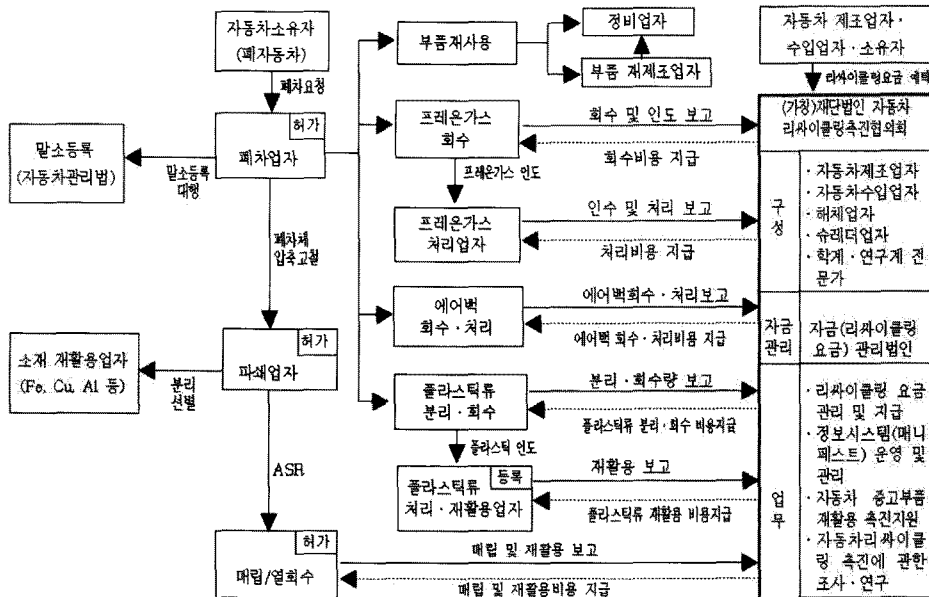 자동차소유자
(폐자동차)
폐차요청
허가
폐차업자
말소등록
(자동차관리법)
말소등록
대행
폐차체
압축고철
허가
파쇄업자
소재 재활용업자
(Fe, Cu, Al 등)
분리
선별
ASR
허가
매립/열회수
부품재사용
정비업자
부품 재제조업자
프레온가스
회수
프레온가스 인도
프레온가스
처리업자
에어백
회수·처리
플라스틱류
분리·회수
플라스틱 인도
등록
플라스틱류
처리·재활용업자
회수 및 인도 보고
회수비용 지급
인수 및 처리 보고
처리비용 지급
에어백회수·처리보고
에어백 회수·처리비용 지급
분리·회수량 보고
플라스틱류 분리·회수 비용지급
재활용 보고
플라스틱류 재활용 비용지급
매립 및 재활용 보고
매립 및 재활용비용 지급
자동차 제조업자·
수입업자·소유자
리싸이클링요금 예탁
(가칭)재단법인 자동차
리싸이클링촉진협의회
구성
·자동차제조업자
·자동차수입업자
·해체업자
·슈레더업자
·학계·연구계 전
문가
자금
관리
자금(리싸이클링
요금) 관리법인
업무
·리싸이클링 요금
관리 및 지급
·정보시스템(매니
페스트) 운영 및
관리
·자동차 중고부품
재활용 촉진지원
·자동차리싸이클
링 촉진에 관한
조사·연구